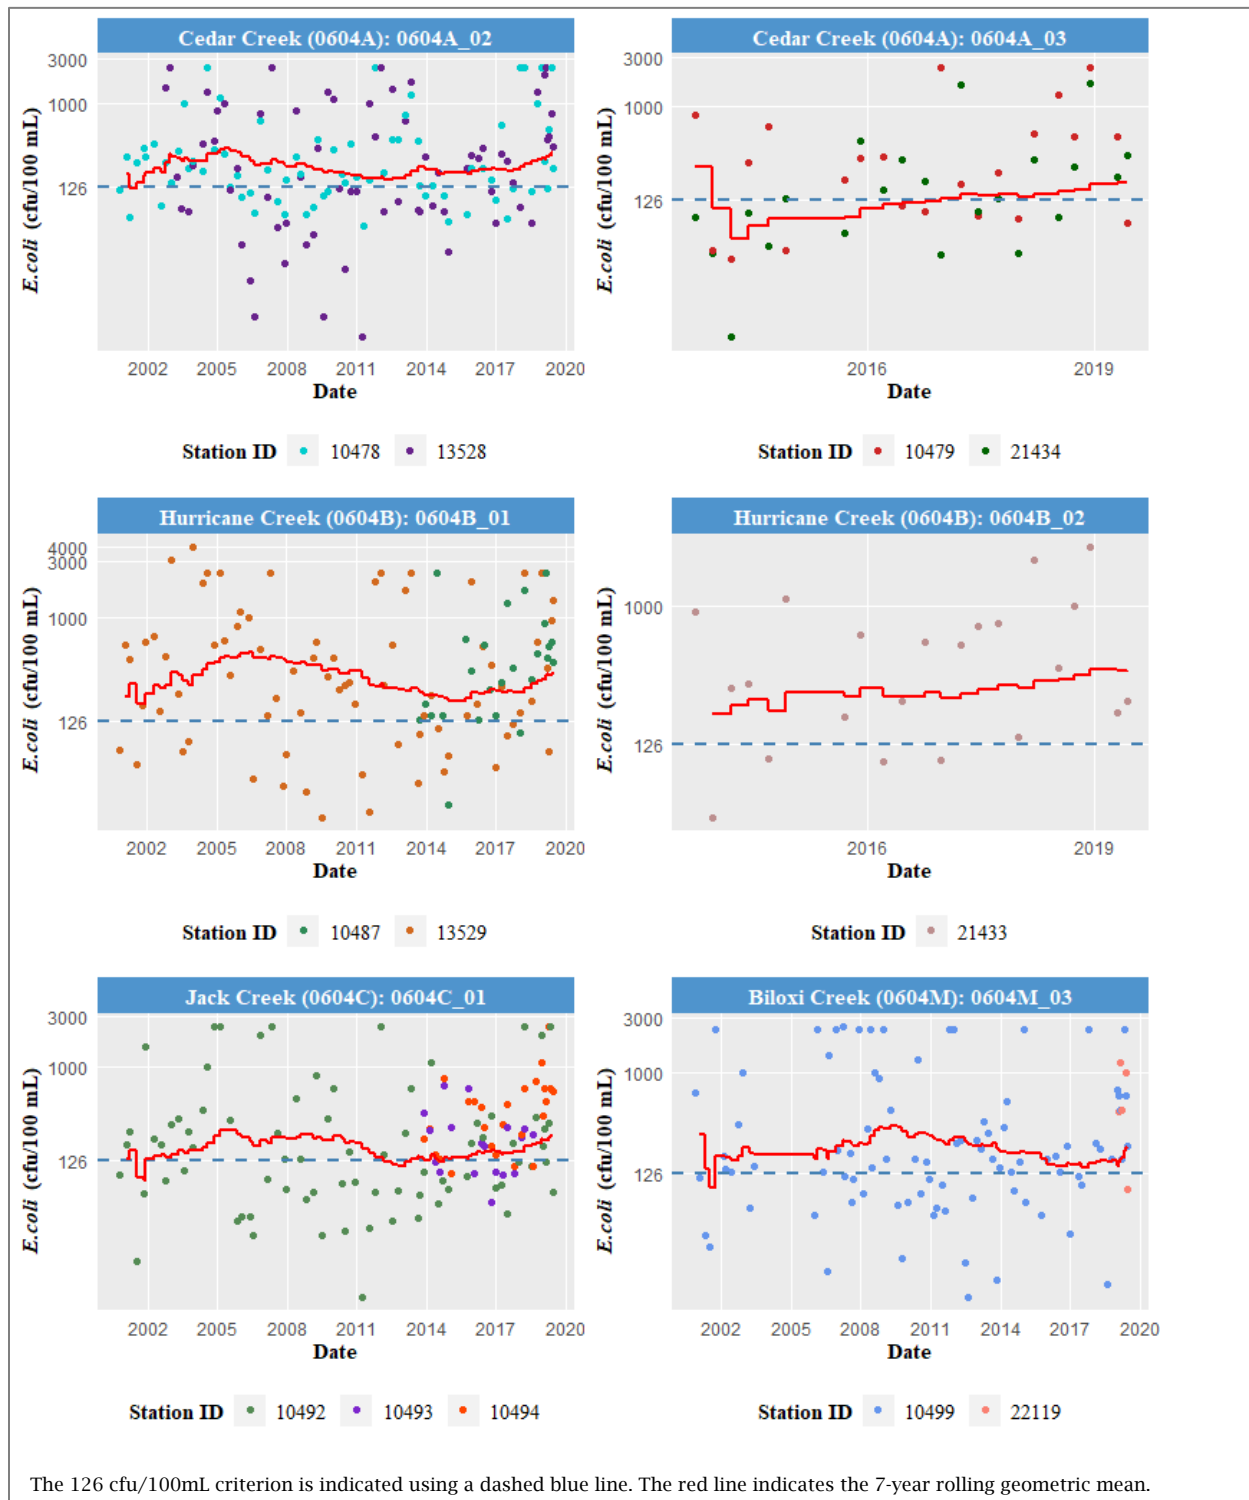 Cedar Creek (0604A): 0604A_02
3000
1000
126
E.coli (cfu/100 mL)
2002 2005 2008 2011 2014 2017 2020
Date
Station ID 10478 13528
Cedar Creek (0604A): 0604A_03
3000
1000
126
E.coli (cfu/100 mL)
2016 2019
Date
Station ID 10479 21434
Hurricane Creek (0604B): 0604B_01
4000
3000
1000
126
E.coli (cfu/100 mL)
2002 2005 2008 2011 2014 2017 2020
Date
Station ID 10487 13529
Hurricane Creek (0604B): 0604B_02
1000
126
E.coli (cfu/100 mL)
2016 2019
Date
Station ID 21433
Jack Creek (0604C): 0604C_01
3000
1000
126
E.coli (cfu/100 mL)
2002 2005 2008 2011 2014 2017 2020
Date
Station ID 10492 10493 10494
Biloxi Creek (0604M): 0604M_03
3000
1000
126
E.coli (cfu/100 mL)
2002 2005 2008 2011 2014 2017 2020
Date
Station ID 10499 22119
The 126 cfu/100mL criterion is indicated using a dashed blue line. The red line indicates the 7-year rolling geometric mean.